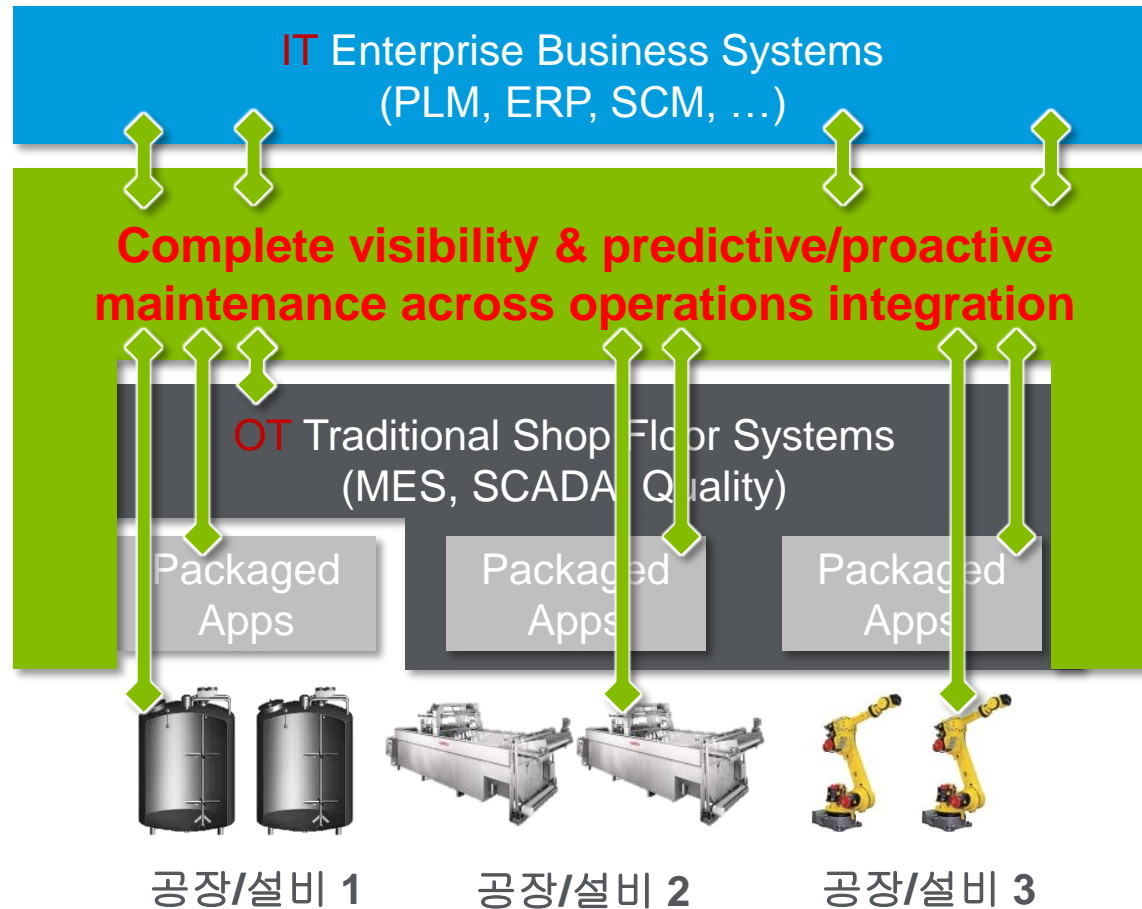 IT Enterprise Business Systems
(PLM, ERP, SCM, …)
Complete visibility & predictive/proactive
maintenance across operations integration
OT Traditional Shop Floor Systems
(MES, SCADA, Quality)
Packaged
Apps
Packaged
Apps
Packaged
Apps
공장/설비 1
공장/설비 2
공장/설비 3